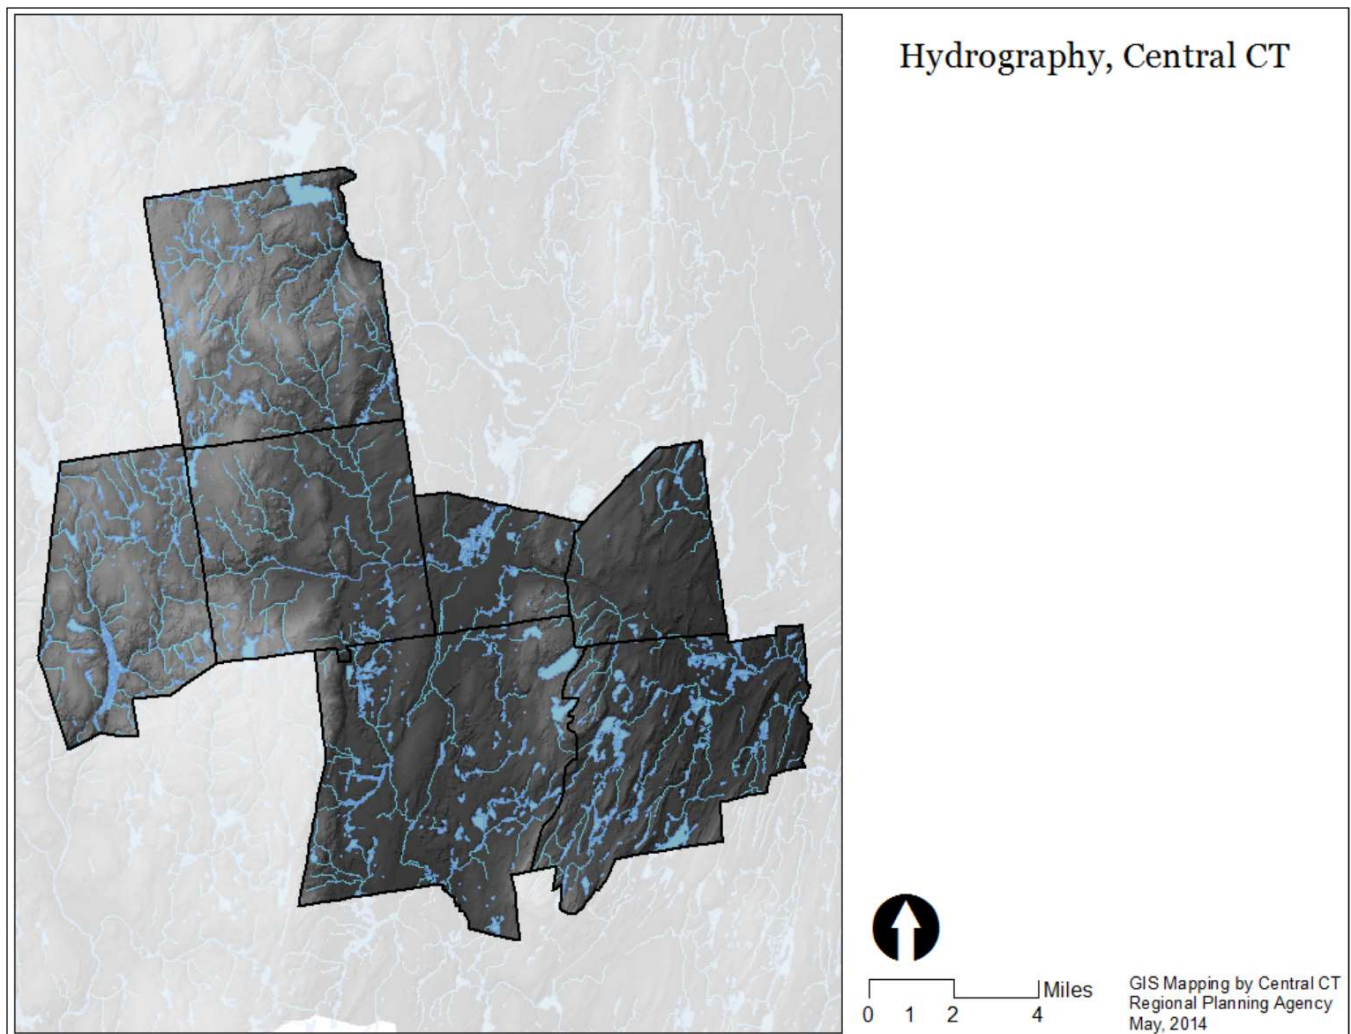 Hydrography, Central CT
Miles
0 1 2 4
GIS Mapping by Central CT
Regional Planning Agency
May, 2014